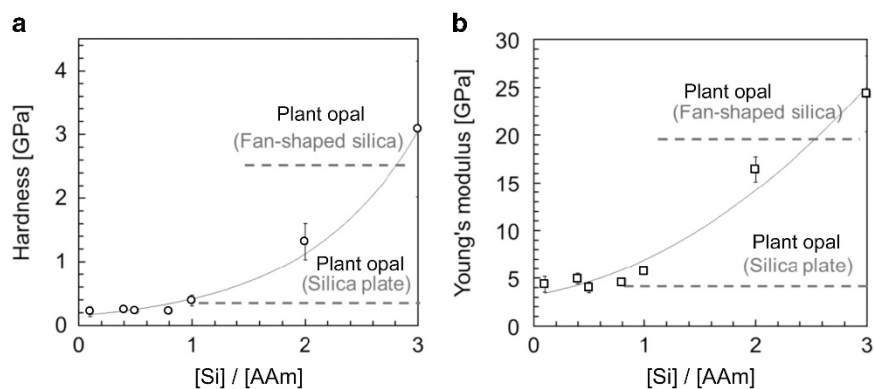 a
Hardness [GPa]
4
3
2
1
0
Plant opal
(Fan-shaped silica)
Plant opal
(Silica plate)
0
1
2
3
[Si] / [AAm]
b
Young's modulus [GPa]
30
25
20
15
10
5
0
Plant opal
(Fan-shaped silica)
Plant opal
(Silica plate)
0
1
2
3
[Si] / [AAm]